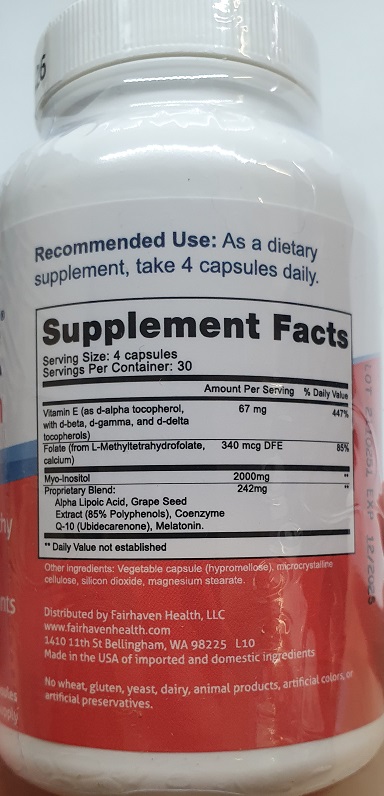 Recommended Use: As a dietary
supplement, take 4 capsules daily.
Supplement Facts
Serving Size: 4 capsules
Servings Per Container: 30
Amount Per Serving % Daily Value
Vitamin E (as d-alpha tocopherol, 67 mg 447%
with d-beta, d-gamma, and d-delta
tocopherols)
Folate (from L-Methyltetrahydrofolate, 340 mcg DFE 85%
calcium)
Myo-Inositol 2000mg **
Proprietary Blend: 242mg **
Alpha Lipoic Acid, Grape Seed
Extract (85% Polyphenols), Coenzyme
Q-10 (Ubidecarenone), Melatonin.
** Daily Value not established
Other ingredients: Vegetable capsule (hypromellose), microcrystalline
cellulose, silicon dioxide, magnesium stearate.
Distributed by Fairhaven Health, LLC
www.fairhavenhealth.com
1410 11th St Bellingham, WA 98225 L10
Made in the USA of imported and domestic ingredients
No wheat, gluten, yeast, dairy, animal products, artificial colors, or
artificial preservatives.
LOT EXP